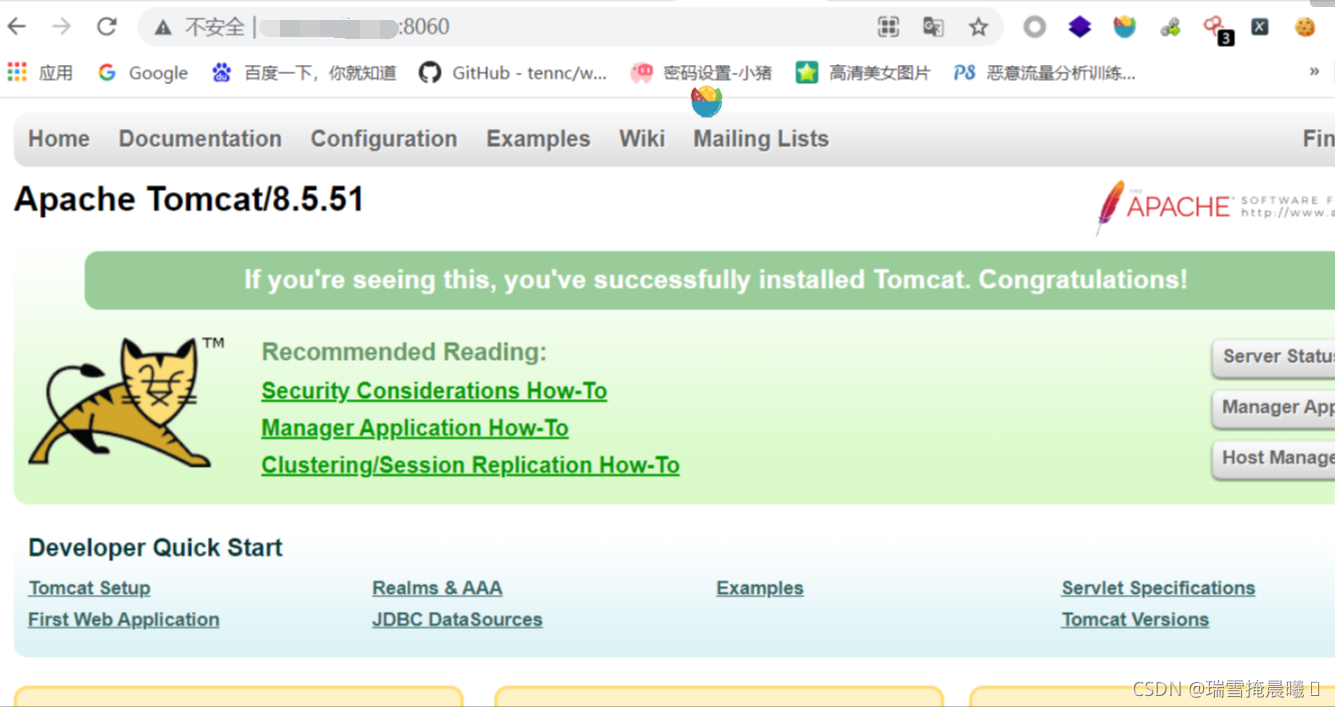 不安全 | :8060
3
X
应用 Google 百度一下，你就知道 GitHub - tennc/w... 密码设置-小猪 高清美女图片 PS 恶意流量分析训练... »
Home Documentation Configuration Examples Wiki Mailing Lists Fin
Apache Tomcat/8.5.51
THE
APACHE SOFTWARE F
http://www.a
If you're seeing this, you've successfully installed Tomcat. Congratulations!
TM
Recommended Reading:
Security Considerations How-To
Manager Application How-To
Clustering/Session Replication How-To
Server Statu
Manager App
Host Manage
Developer Quick Start
Tomcat Setup Realms & AAA Examples Servlet Specifications
First Web Application JDBC DataSources Tomcat Versions
CSDN @瑞雪掩晨曦